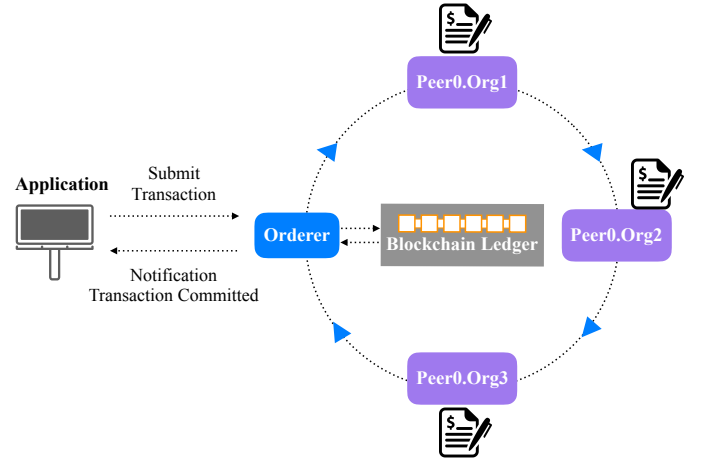 Peer0.Org1
Submit
Transaction
Application
Peer0.Org2
Orderer
Blockchain Ledger
Notification
Transaction Committed
Peer0.Org3
$
$
$